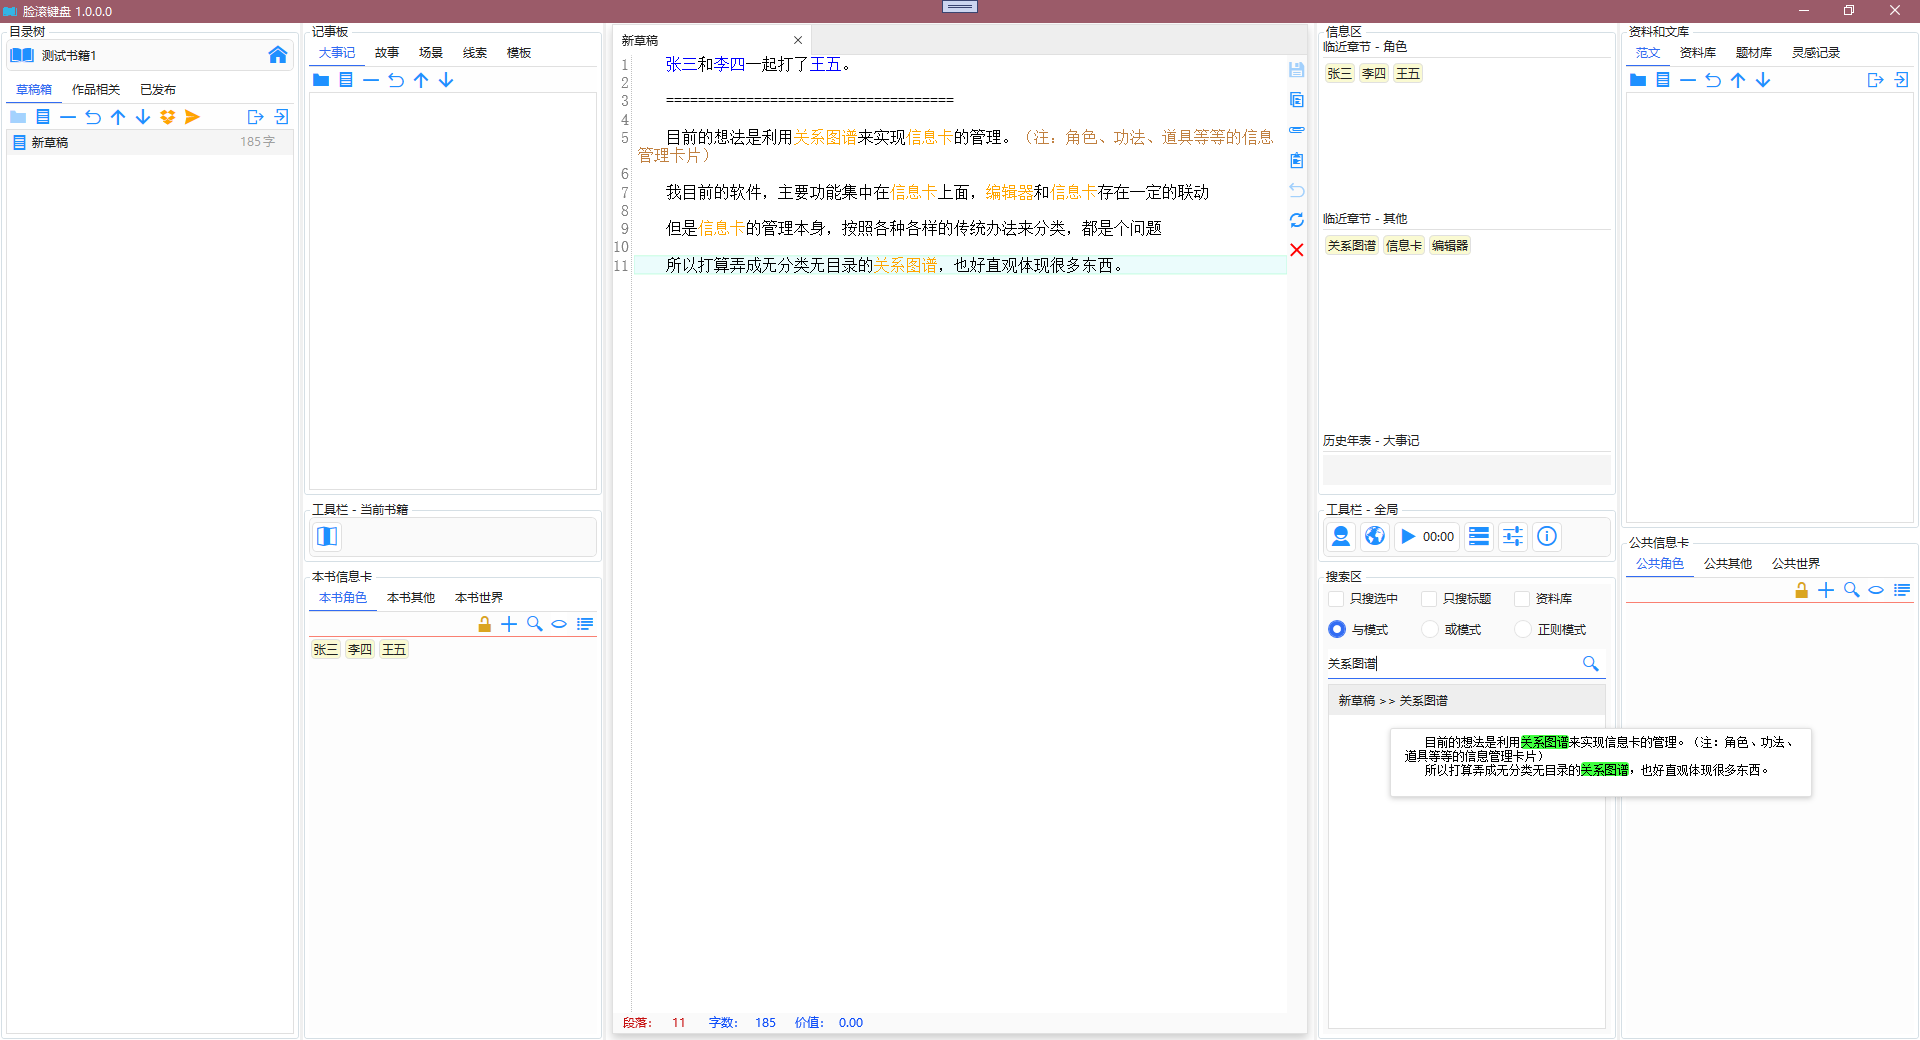 脸滚键盘 1.0.0.0
目录树
测试书籍1
草稿箱 作品相关 已发布
新草稿 185字
记事板
大事记 故事 场景 线索 模板
工具栏 - 当前书籍
本书信息卡
本书角色 本书其他 本书世界
张三 李四 王五
新草稿
1 张三和李四一起打了王五。
2
3 ====================================
4
5 目前的想法是利用关系图谱来实现信息卡的管理。（注：角色、功法、道具等等的信息
管理卡片）
6
7 我目前的软件，主要功能集中在信息卡上面，编辑器和信息卡存在一定的联动
8
9 但是信息卡的管理本身，按照各种各样的传统办法来分类，都是个问题
10
11 所以打算弄成无分类无目录的关系图谱，也好直观体现很多东西。
段落： 11 字数： 185 价值： 0.00
信息区
临近章节 - 角色
张三 李四 王五
临近章节 - 其他
关系图谱 信息卡 编辑器
历史年表 - 大事记
工具栏 - 全局
00:00
搜索区
只搜选中 只搜标题 资料库
与模式 或模式 正则模式
关系图谱
新草稿 >> 关系图谱
目前的想法是利用关系图谱来实现信息卡的管理。（注：角色、功法、
道具等等的信息管理卡片）
所以打算弄成无分类无目录的关系图谱，也好直观体现很多东西。
资料和文库
范文 资料库 题材库 灵感记录
公共信息卡
公共角色 公共其他 公共世界